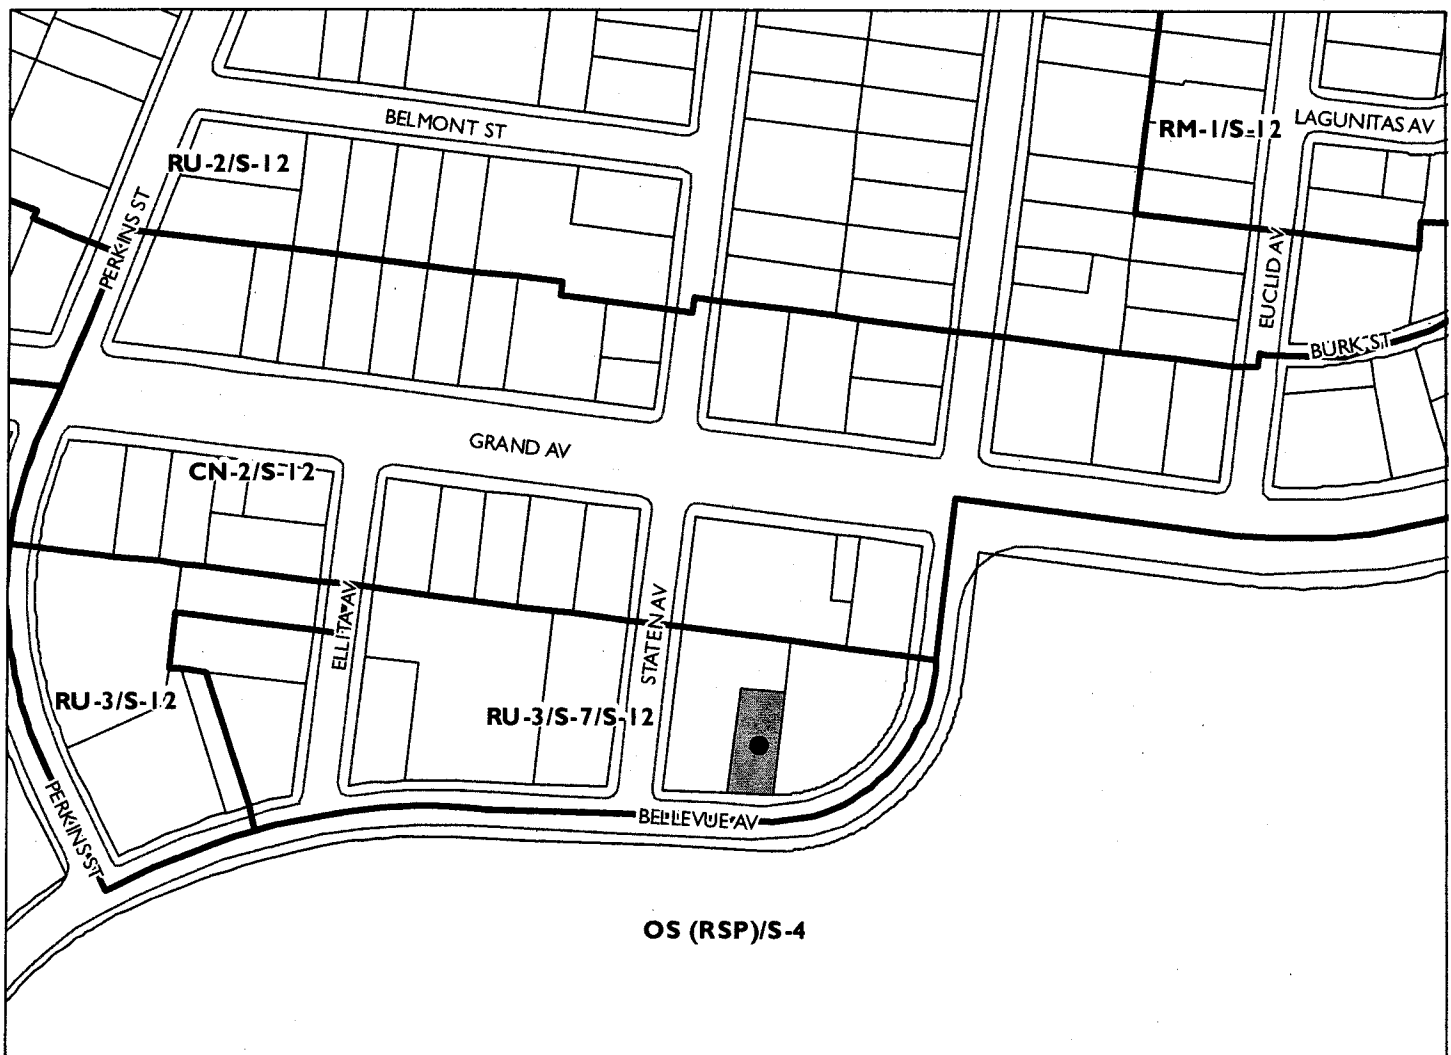 BELMONT ST
LAGUNITAS AV
RM-1/S-12
RU-2/S-12
PERKINS ST
EUCLID AV
BURK ST
GRAND AV
CN-2/S-12
ELLITA AV
STATEN AV
RU-3/S-12
RU-3/S-7/S-12
PERKINS ST
BELLEVUE AV
OS (RSP)/S-4